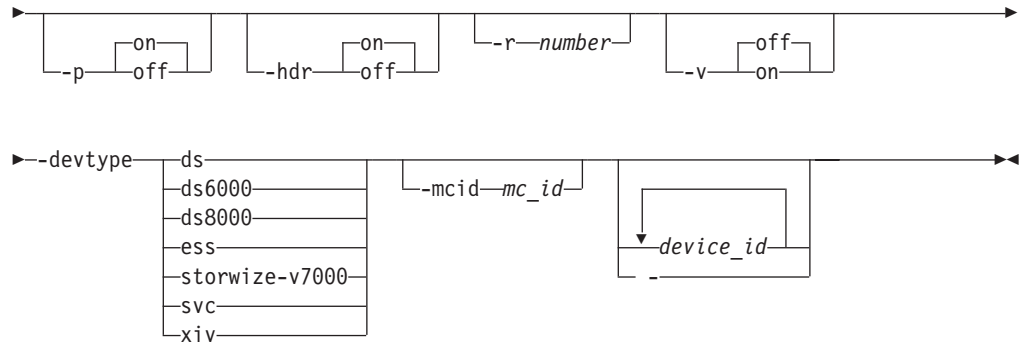 on on off
-p off -hdr off -r number -v on
-devtype ds
ds6000 -mcid mc_id
ds8000
ess device_id
storwize-v7000 -
svc
xiv